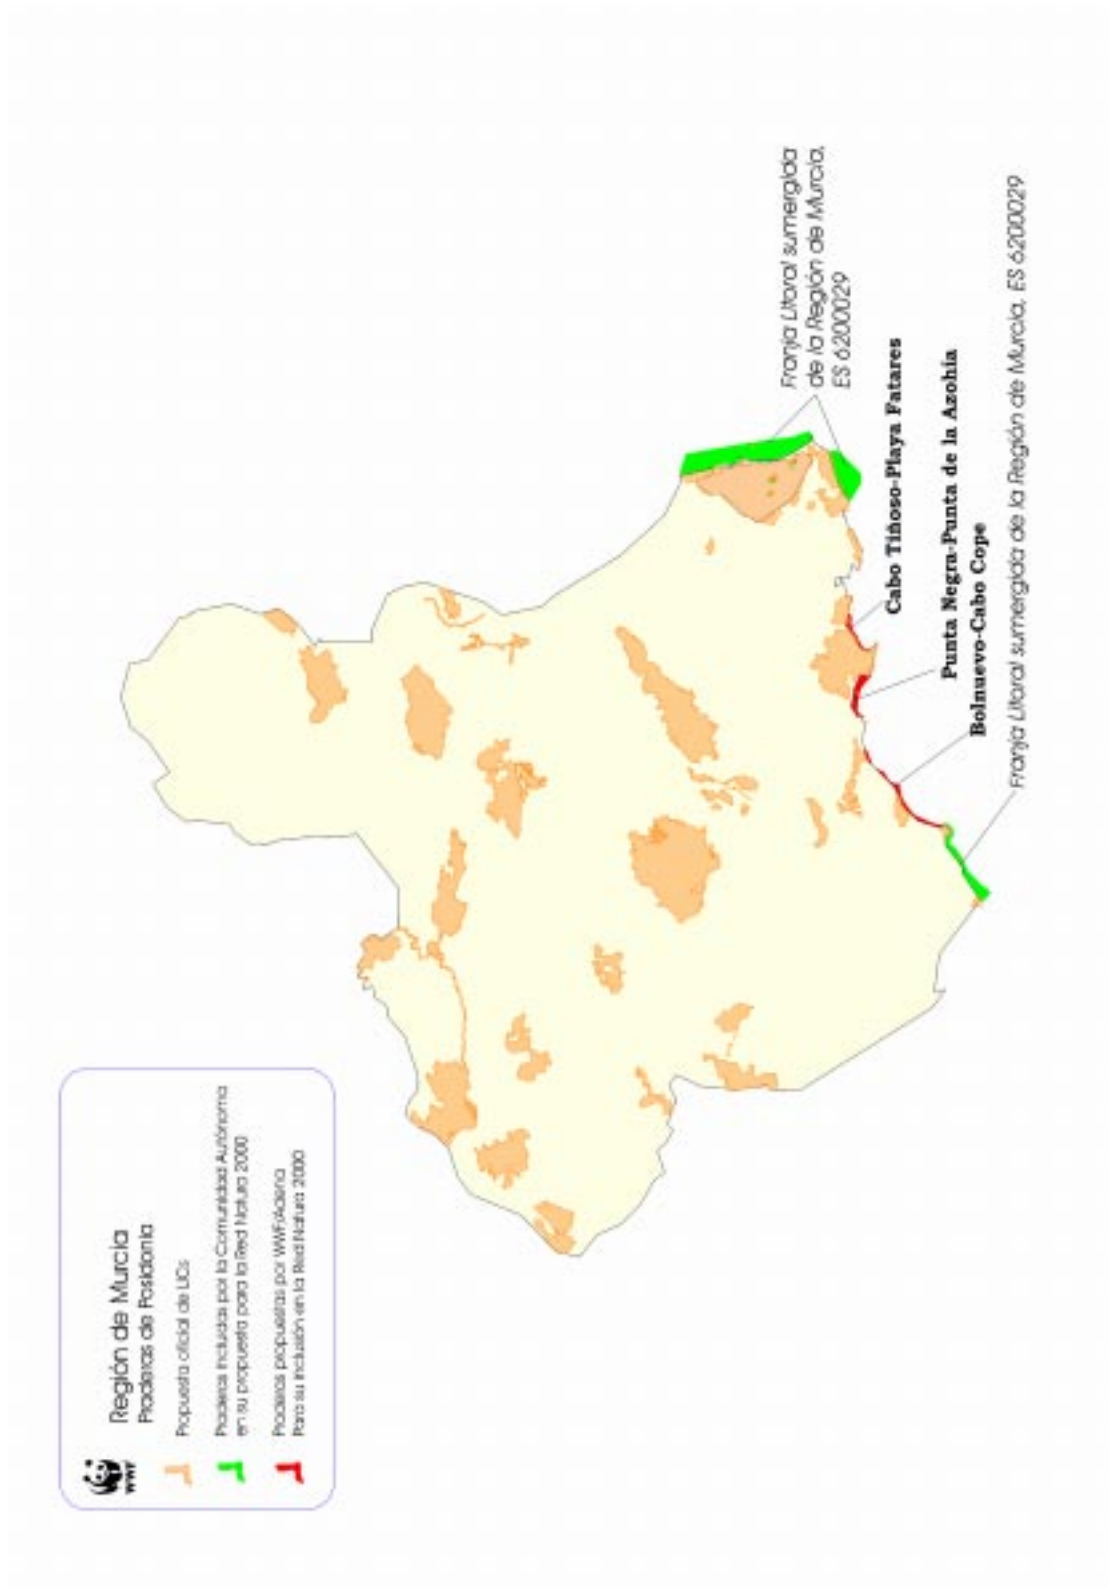 WWF
Región de Murcia
Praderas de Posidonia
Propuesta oficial de LICs
Praderas incluidas por la Comunidad Autónoma
en su propuesta para la Red Natura 2000
Praderas propuestas por WWF/Adena
Para su inclusión en la Red Natura 2000
Franja Litoral sumergida
de la Región de Murcia,
ES 6200029
Cabo Tiñoso-Playa Fatares
Punta Negra-Punta de la Azohia
Bolnuevo-Cabo Cope
Franja Litoral sumergida de la Región de Murcia, ES 6200029